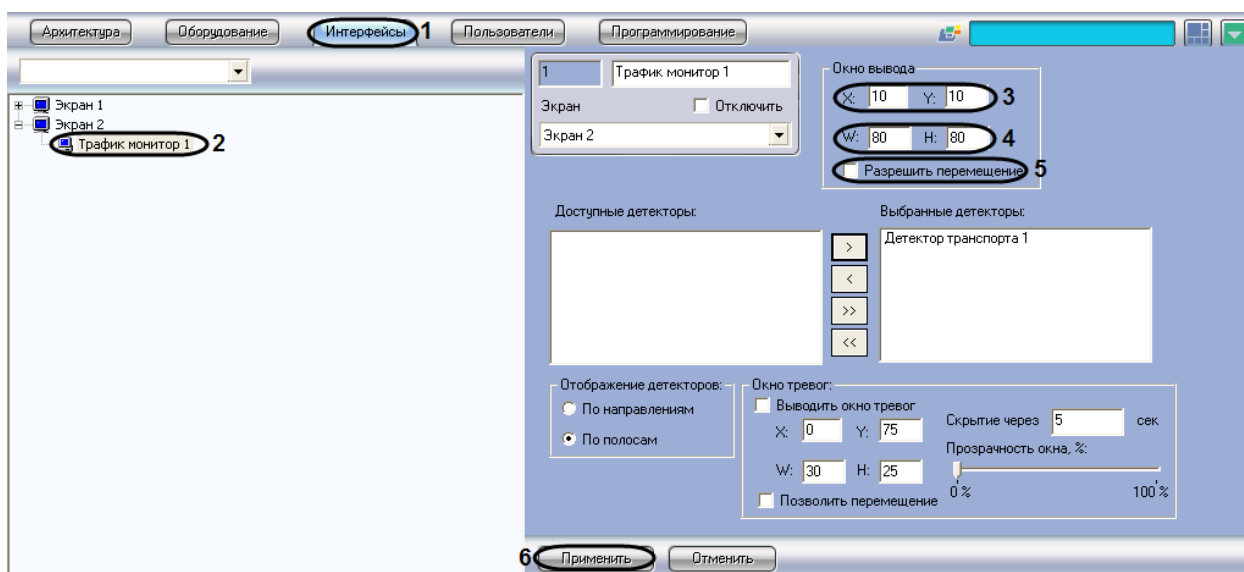 Архитектура Оборудование Интерфейсы 1 Пользователи Программирование
1 Трафик монитор 1
Экран Отключить
Экран 2
Экран 1
Экран 2
Трафик монитор 1 2
Окно вывода
X: 10 Y: 10 3
W: 80 H: 80 4
Разрешить перемещение 5
Доступные детекторы: Выбранные детекторы:
Детектор транспорта 1
>
<
>>
<<
Отображение детекторов:
По направлениям
По полосам
Окно тревог:
Выводить окно тревог
X: 0 Y: 75
W: 30 H: 25
Позволить перемещение
Скрытие через 5 сек
Прозрачность окна, %:
0 % 100 %
6 Применить Отменить